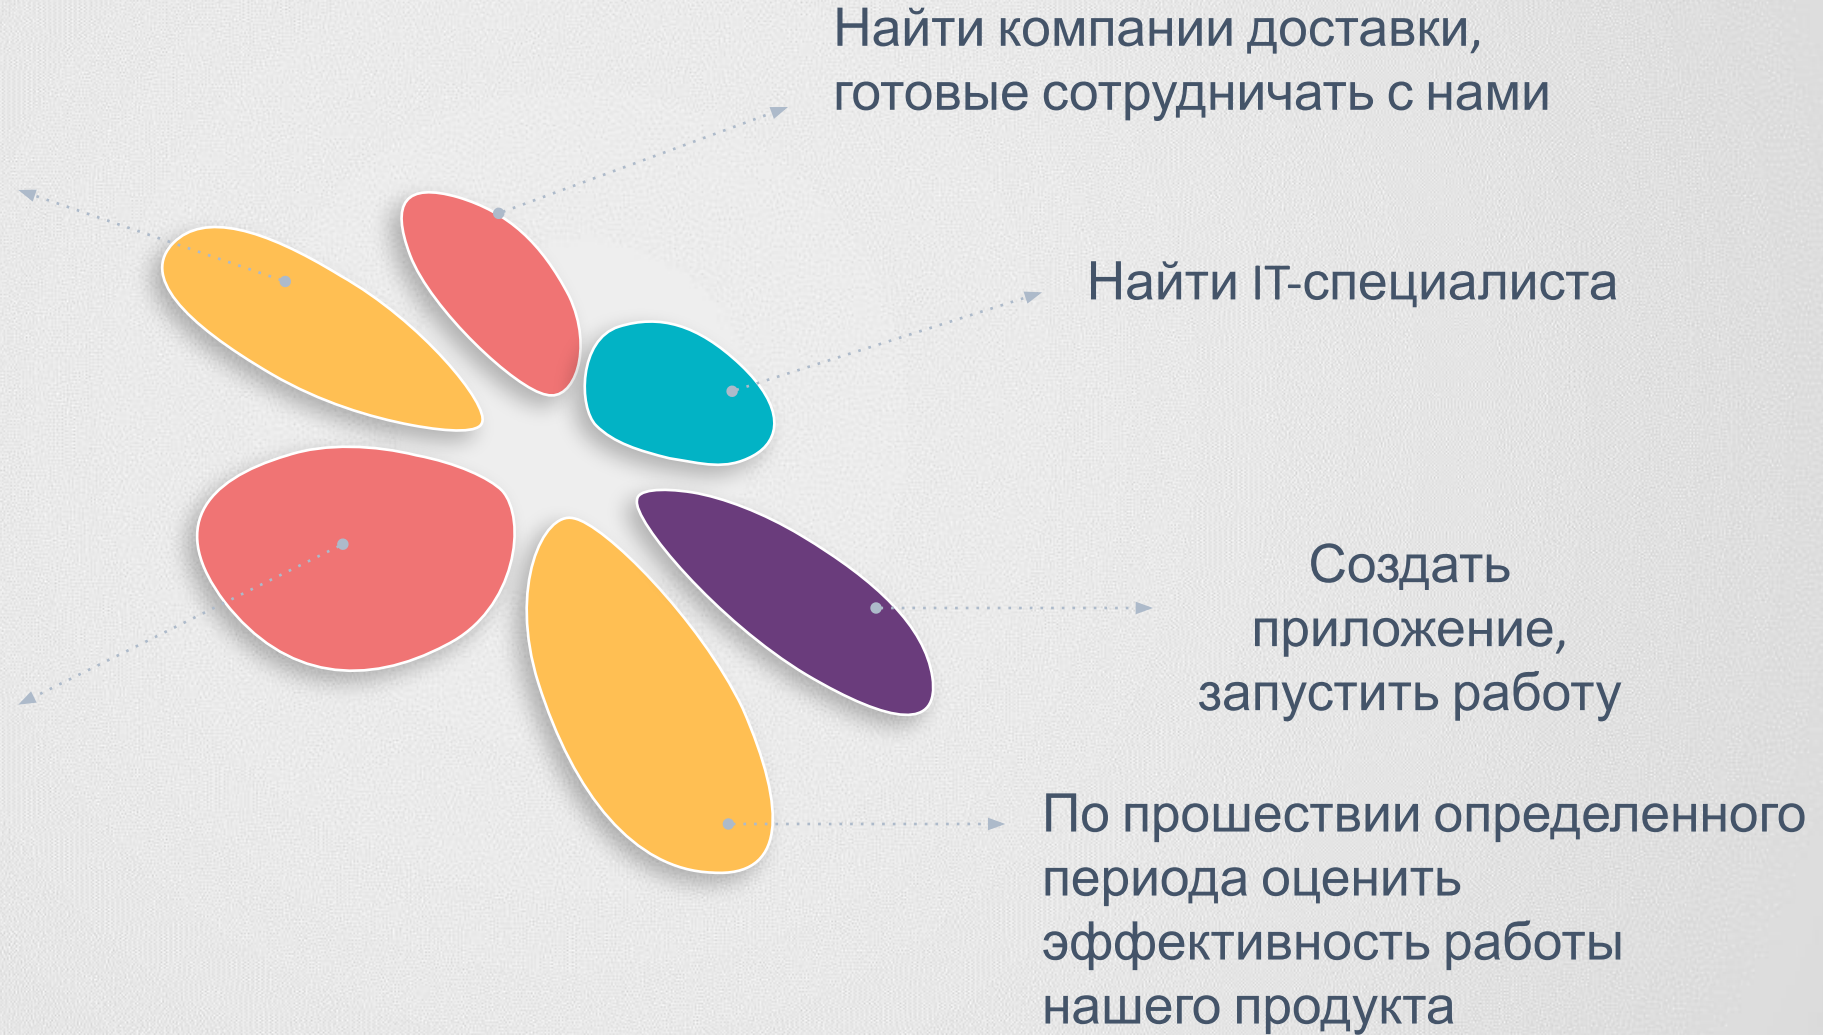 Найти компании доставки,
готовые сотрудничать с нами
Найти IT-специалиста
Создать
приложение,
запустить работу
По прошествии определенного
периода оценить
эффективность работы
нашего продукта